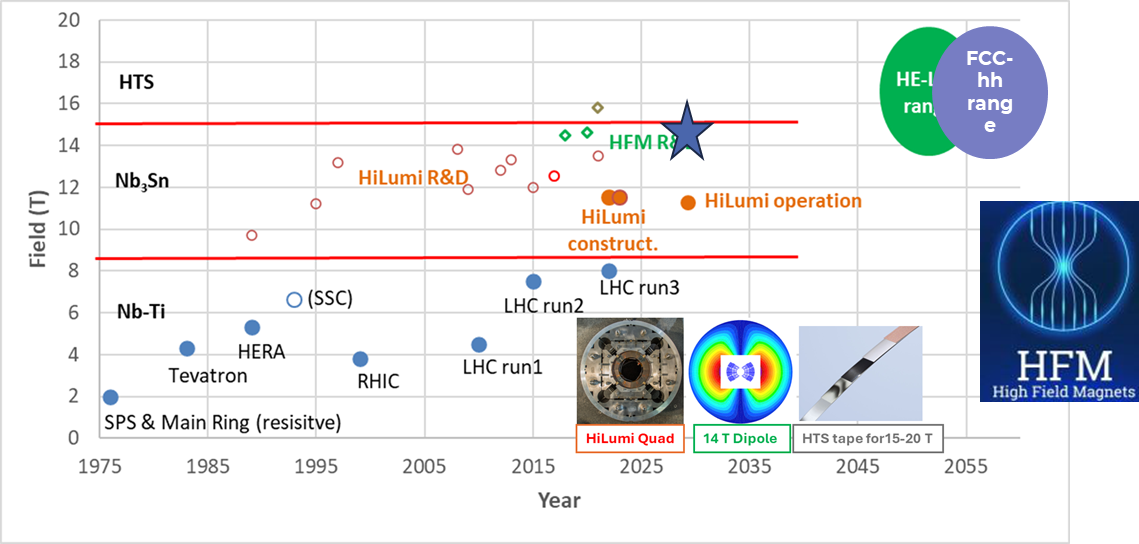 20
18
16
14
12
10
8
6
4
2
0
Field (T)
1975
1985
1995
2005
2015
2025
2035
2045
2055
Year
HTS
Nb3Sn
Nb-Ti
HiLumi R&D
HFM R&
HiLumi
construct.
HiLumi operation
(SSC)
HERA
Tevatron
RHIC
SPS & Main Ring (resisitve)
LHC run1
LHC run2
LHC run3
HiLumi Quad
14 T Dipole
HTS tape for15-20 T
HE-L
ran
FCC-
hh
rang
e
HFM
High Field Magnets